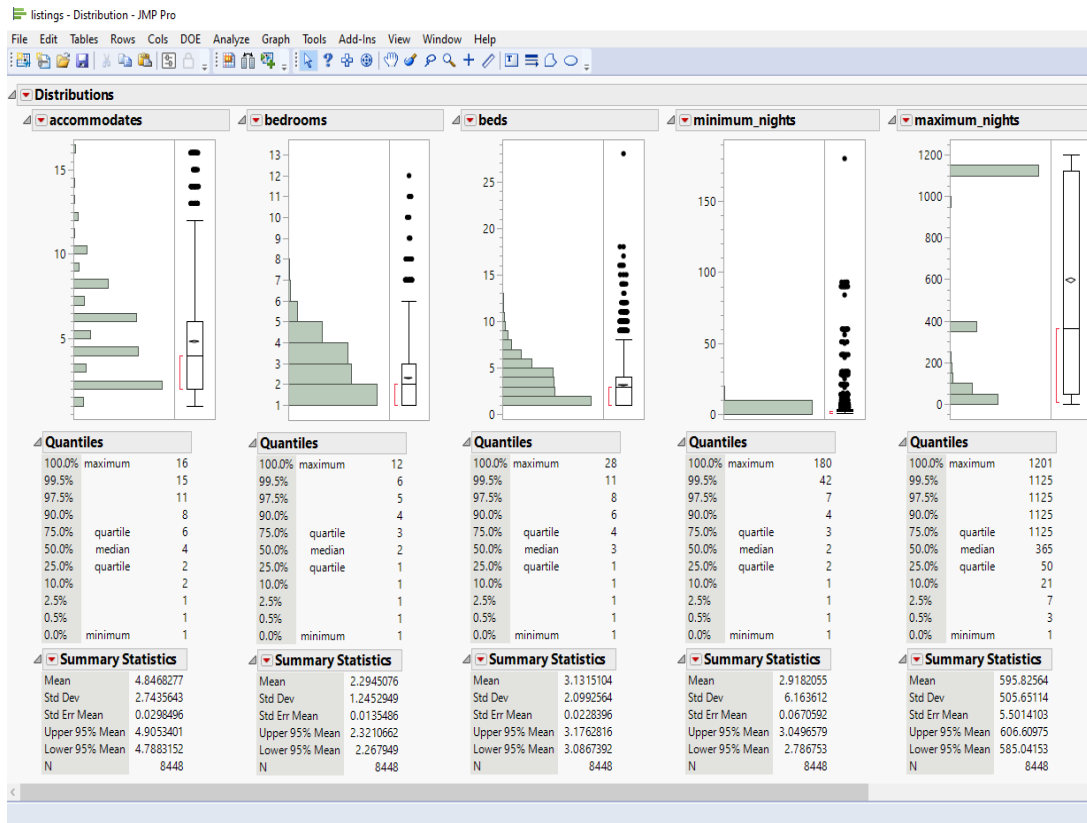 listings - Distribution - JMP Pro
File Edit Tables Rows Cols DOE Analyze Graph Tools Add-Ins View Window Help
Distributions
accommodates
15
10
5
Quantiles
100.0% maximum 16
99.5% 15
97.5% 11
90.0% 8
75.0% quartile 6
50.0% median 4
25.0% quartile 2
10.0% 2
2.5% 1
0.5% 1
0.0% minimum 1
Summary Statistics
Mean 4.8468277
Std Dev 2.7435643
Std Err Mean 0.0298496
Upper 95% Mean 4.9053401
Lower 95% Mean 4.7883152
N 8448
bedrooms
13
12
11
10
9
8
7
6
5
4
3
2
1
Quantiles
100.0% maximum 12
99.5% 6
97.5% 5
90.0% 4
75.0% quartile 3
50.0% median 2
25.0% quartile 1
10.0% 1
2.5% 1
0.5% 1
0.0% minimum 1
Summary Statistics
Mean 2.2945076
Std Dev 1.2452949
Std Err Mean 0.0135486
Upper 95% Mean 2.3210662
Lower 95% Mean 2.267949
N 8448
beds
25
20
15
10
5
0
Quantiles
100.0% maximum 28
99.5% 11
97.5% 8
90.0% 6
75.0% quartile 4
50.0% median 3
25.0% quartile 1
10.0% 1
2.5% 1
0.5% 1
0.0% minimum 1
Summary Statistics
Mean 3.1315104
Std Dev 2.0992564
Std Err Mean 0.0228396
Upper 95% Mean 3.1762816
Lower 95% Mean 3.0867392
N 8448
minimum_nights
150
100
50
0
Quantiles
100.0% maximum 180
99.5% 42
97.5% 7
90.0% 4
75.0% quartile 3
50.0% median 2
25.0% quartile 2
10.0% 1
2.5% 1
0.5% 1
0.0% minimum 1
Summary Statistics
Mean 2.9182055
Std Dev 6.163612
Std Err Mean 0.0670592
Upper 95% Mean 3.0496579
Lower 95% Mean 2.786753
N 8448
maximum_nights
1200
1000
800
600
400
200
0
Quantiles
100.0% maximum 1201
99.5% 1125
97.5% 1125
90.0% 1125
75.0% quartile 1125
50.0% median 365
25.0% quartile 50
10.0% 21
2.5% 7
0.5% 3
0.0% minimum 1
Summary Statistics
Mean 595.82564
Std Dev 505.65114
Std Err Mean 5.5014103
Upper 95% Mean 606.60975
Lower 95% Mean 585.04153
N 8448